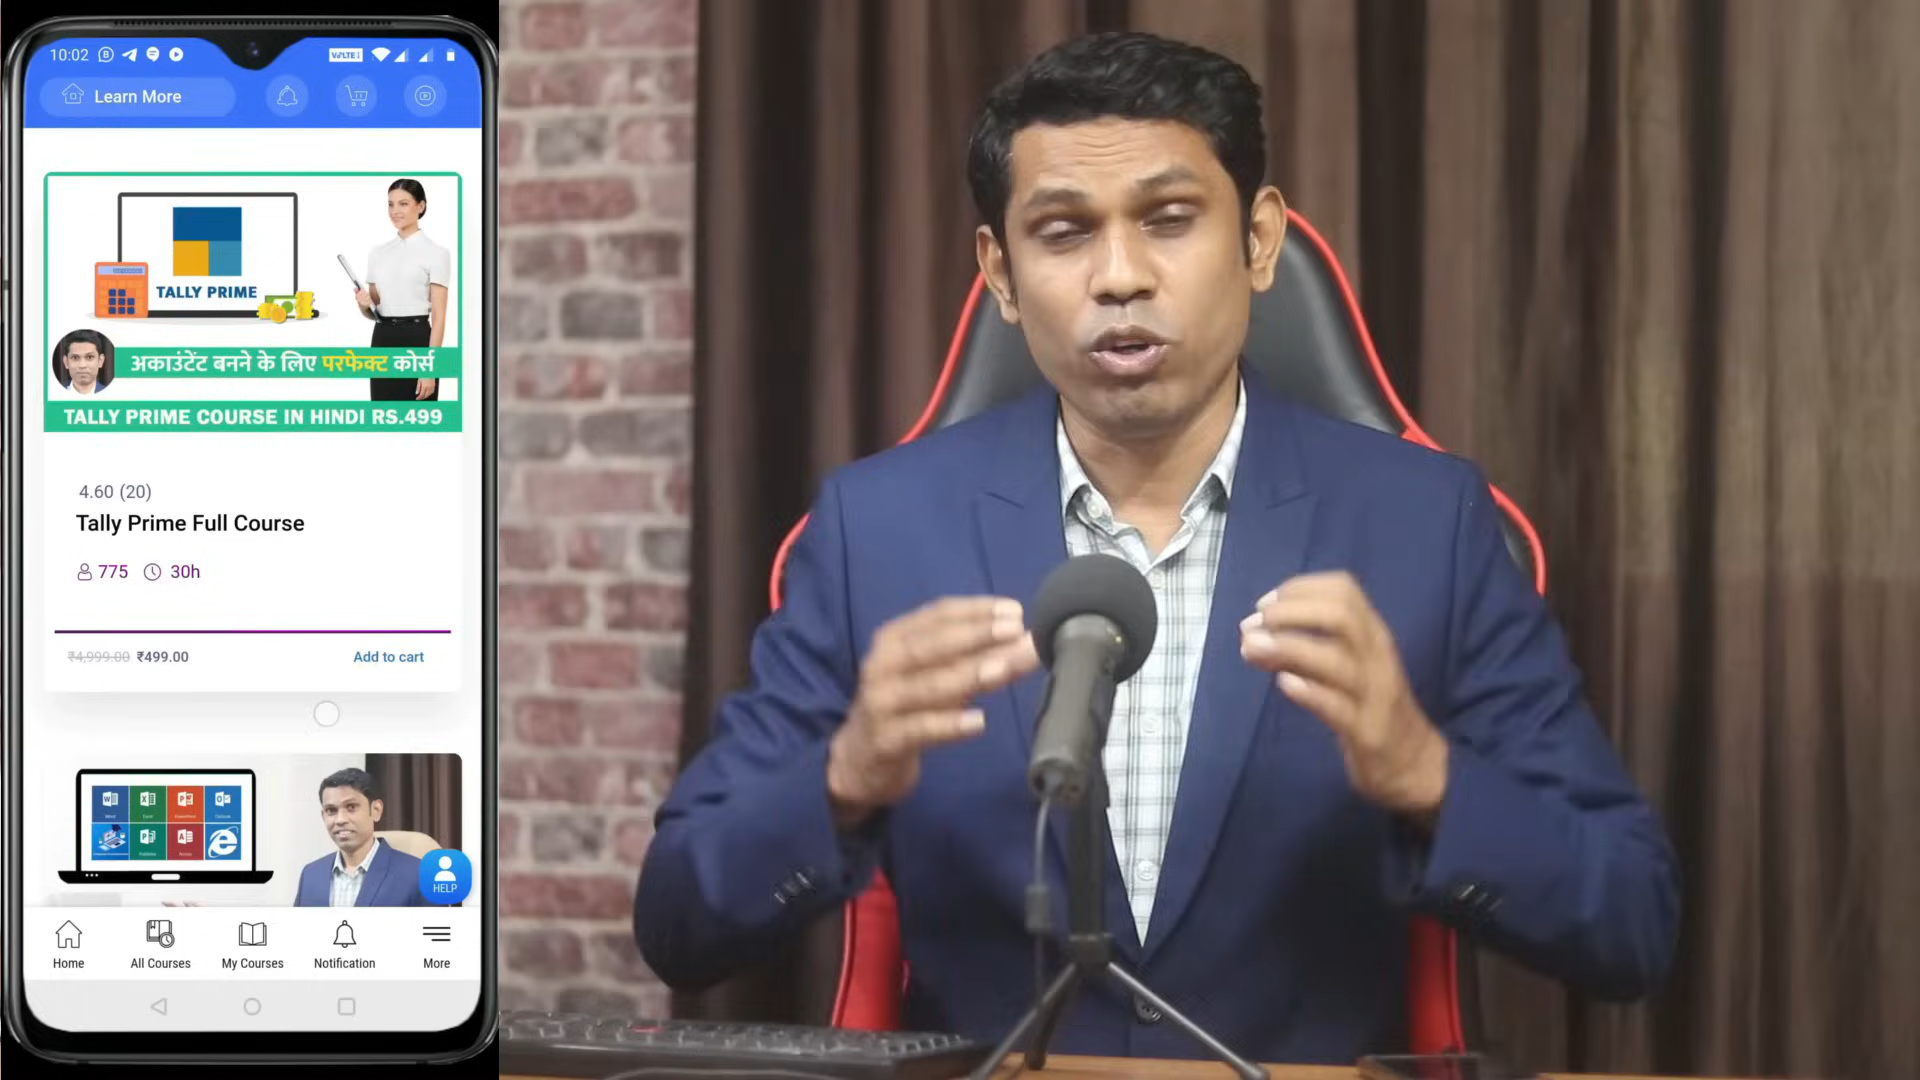 10:02
VoLTE
Learn More
TALLY PRIME
अकाउंटेंट बनने के लिए परफेक्ट कोर्स
TALLY PRIME COURSE IN HINDI RS.499
4.60 (20)
Tally Prime Full Course
775 30h
₹4,999.00 ₹499.00 Add to cart
HELP
Home All Courses My Courses Notification More